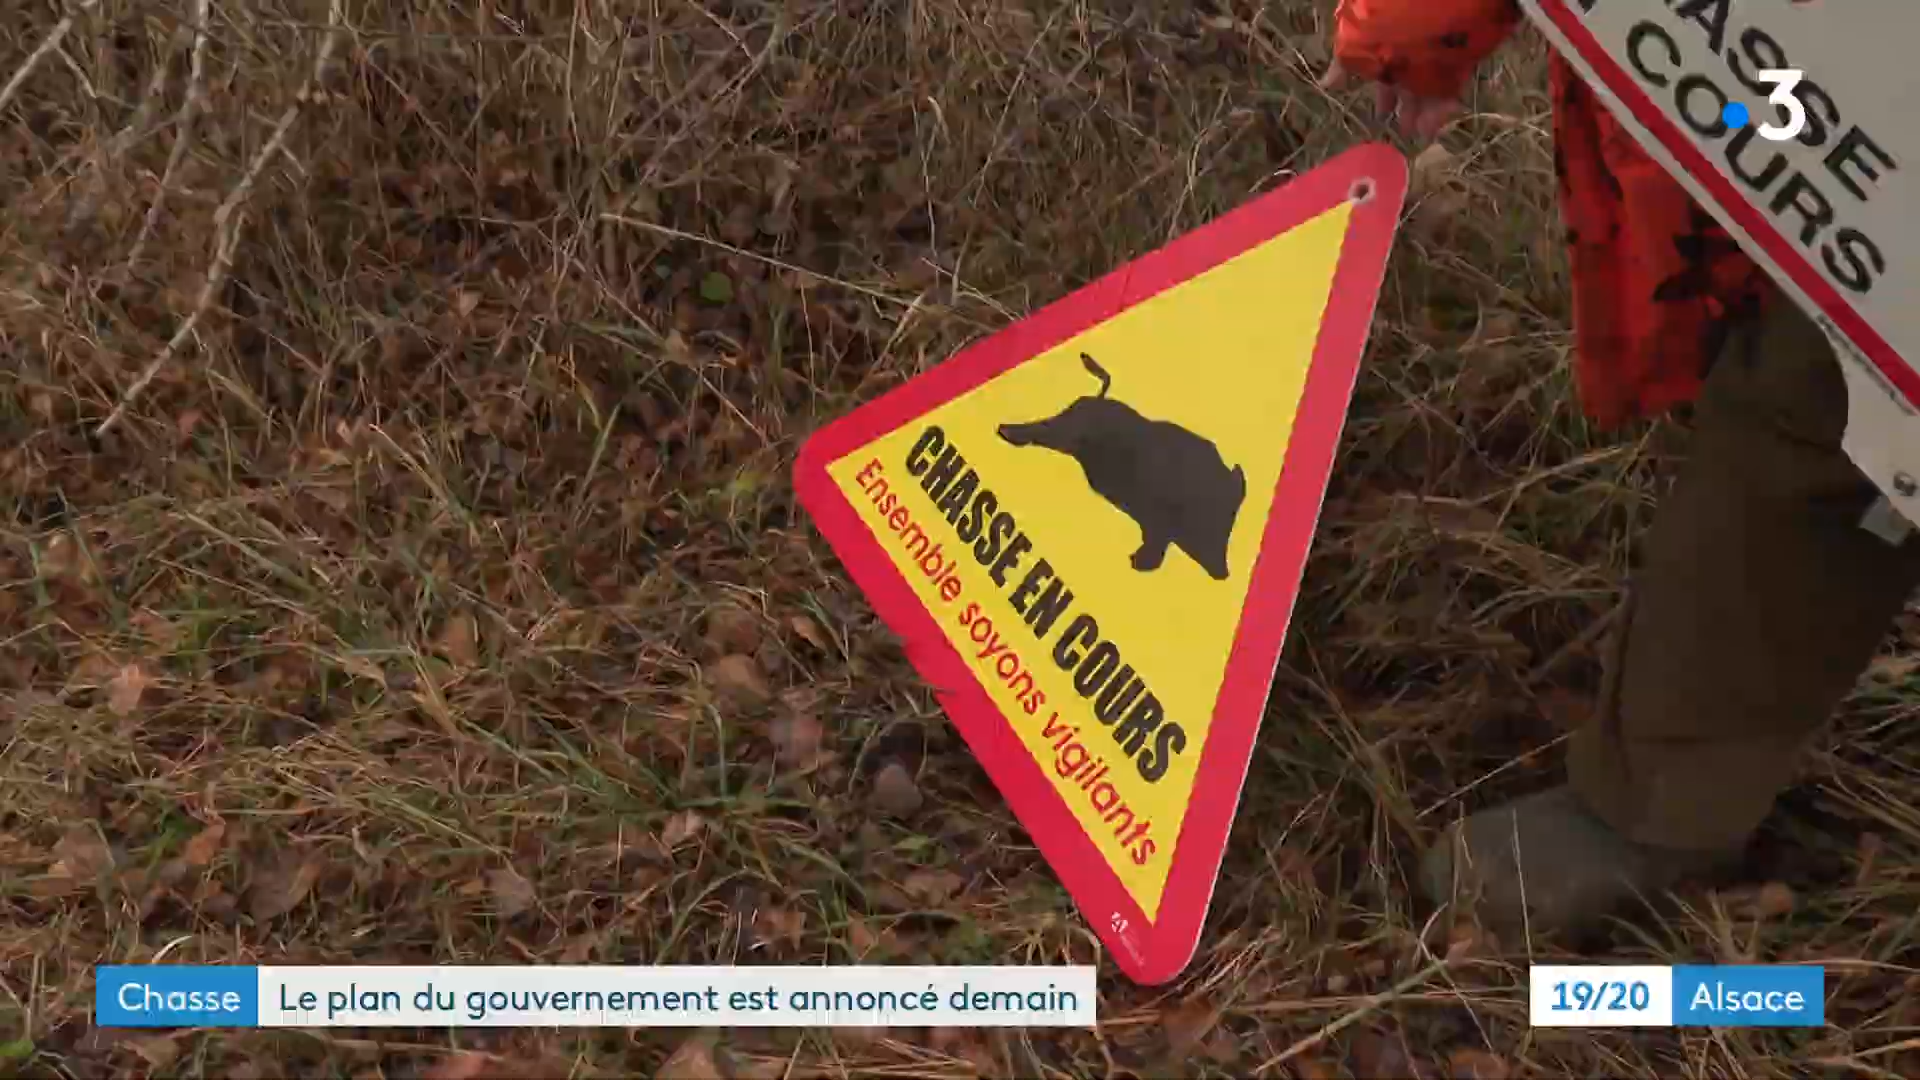 CHASSE
COURS
3
CHASSE EN COURS
Ensemble soyons vigilants
Chasse
Le plan du gouvernement est annoncé demain
19/20
Alsace